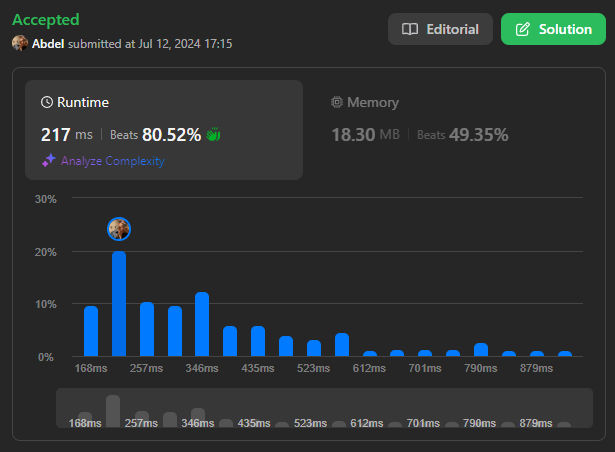 Accepted
Abdel submitted at Jul 12, 2024 17:15
Editorial
Solution
Runtime
217 ms | Beats 80.52%
Analyze Complexity
Memory
18.30 MB | Beats 49.35%
30%
20%
10%
0%
168ms 257ms 346ms 435ms 523ms 612ms 701ms 790ms 879ms
168ms 257ms 346ms 435ms 523ms 612ms 701ms 790ms 879ms